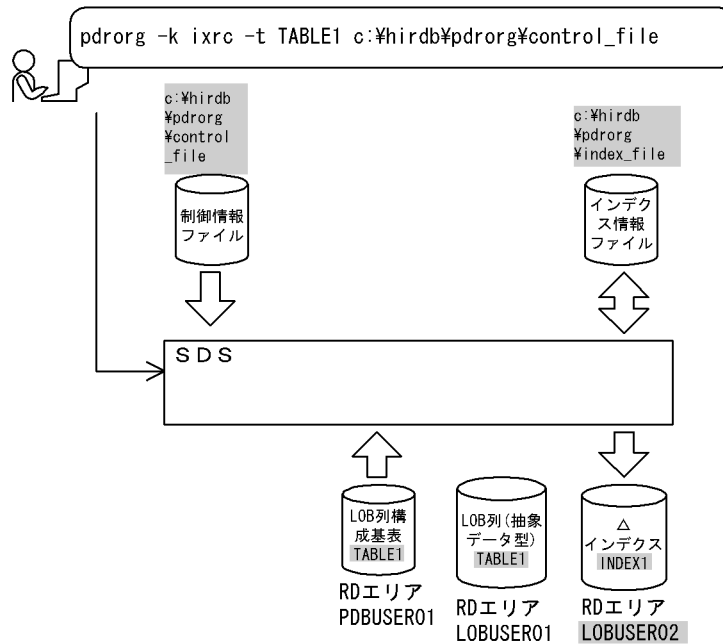 pdrorg -k ixrc -t TABLE1 c:¥hirdb¥pdrorg¥control_file
c:¥hirdb
¥pdrorg
¥control
_file
c:¥hirdb
¥pdrorg
¥index_file
制御情報
ファイル
インデク
ス情報
ファイル
SDS
LOB列構
成基表
TABLE1
LOB列(抽象
データ型)
TABLE1
△
インデクス
INDEX1
RDエリア
PDBUSER01
RDエリア
LOBUSER01
RDエリア
LOBUSER02